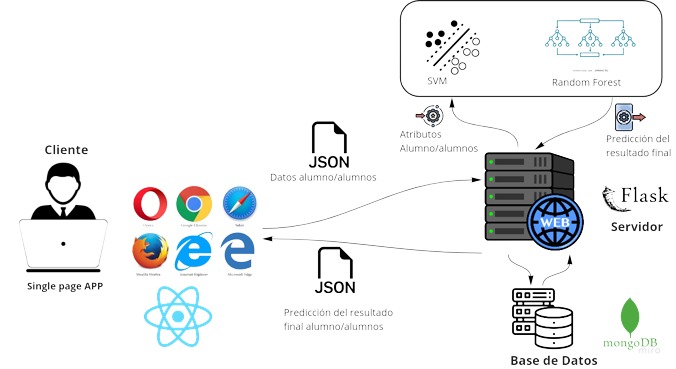 SVM
Random Forest
Atributos
Alumno/alumnos
Predicción del
resultado final
JSON
Datos alumno/alumnos
Cliente
Single page APP
Opera
Google Chrome
Safari
Mozilla Firefox
Internet Explorer
Microsoft Edge
WEB
Flask
Servidor
JSON
Predicción del resultado
final alumno/alumnos
mongoDB
miro
Base de Datos